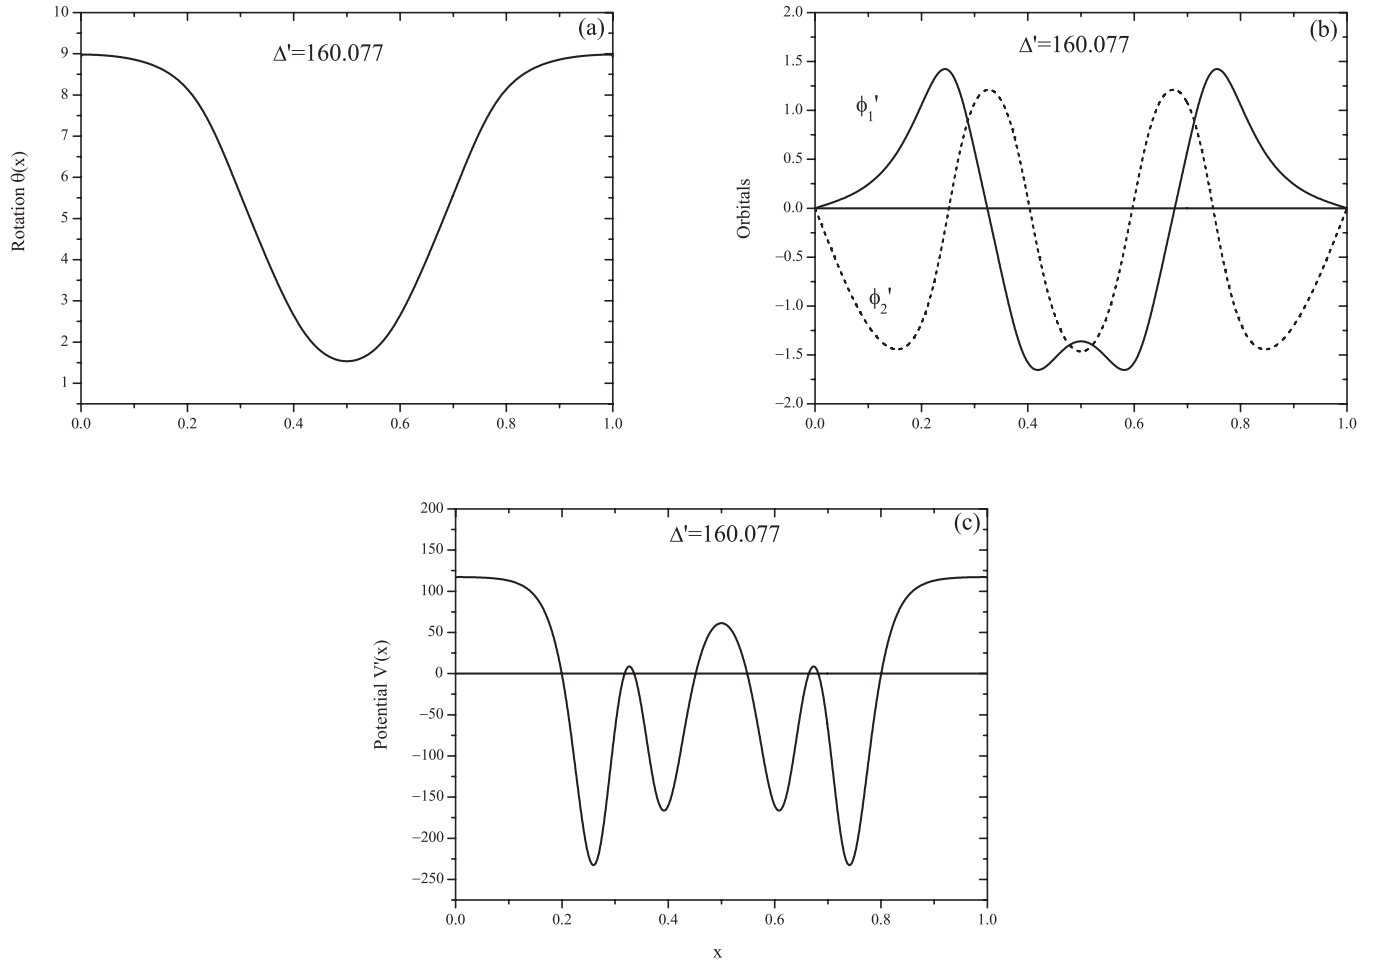 (a)
Δ'=160.077
Rotation θ(x)
10
9
8
7
6
5
4
3
2
1
0.0 0.2 0.4 0.6 0.8 1.0
(b)
Δ'=160.077
Orbitals
2.0
1.5
1.0
0.5
0.0
−0.5
−1.0
−1.5
−2.0
ϕ1'
ϕ2'
0.0 0.2 0.4 0.6 0.8 1.0
(c)
Δ'=160.077
Potential V'(x)
200
150
100
50
0
−50
−100
−150
−200
−250
0.0 0.2 0.4 0.6 0.8 1.0
x